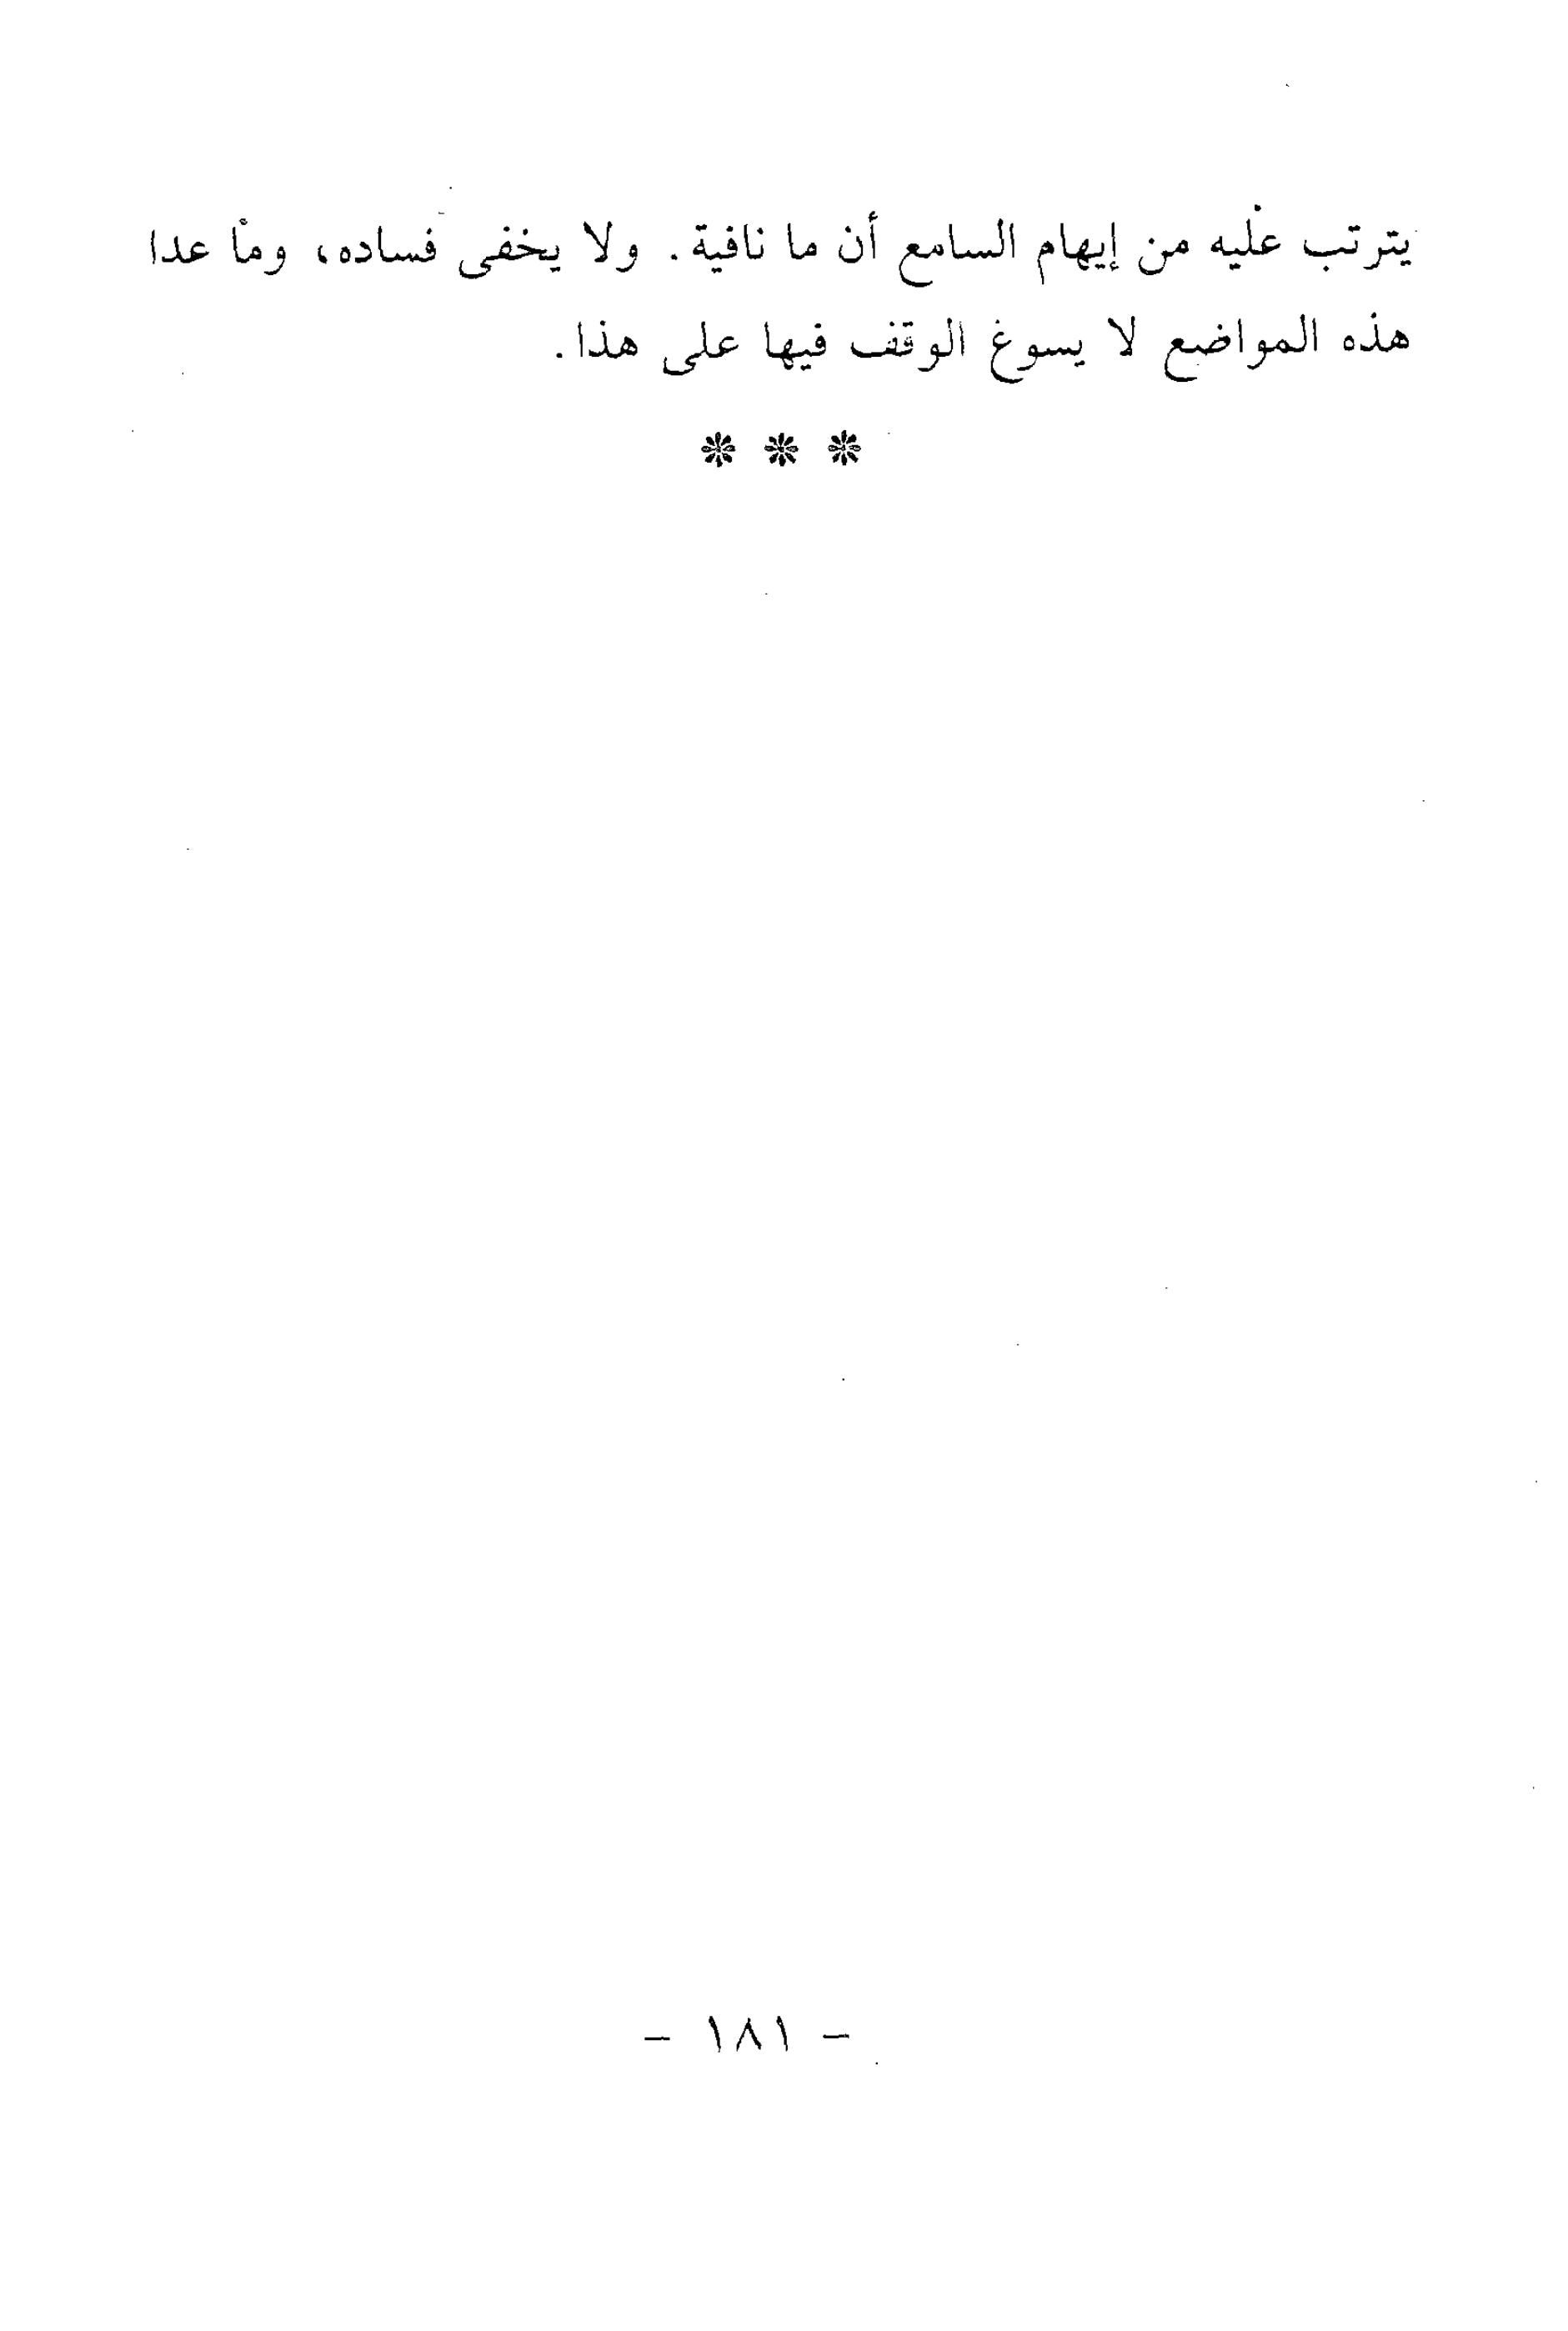 يترتب عليه من إيهام السامع أن ما نافية. ولا يخفى فساده، وما عدا
هذه المواضع لا يسوغ الوقف فيها على هذا.
* * *
- ١٨١ -